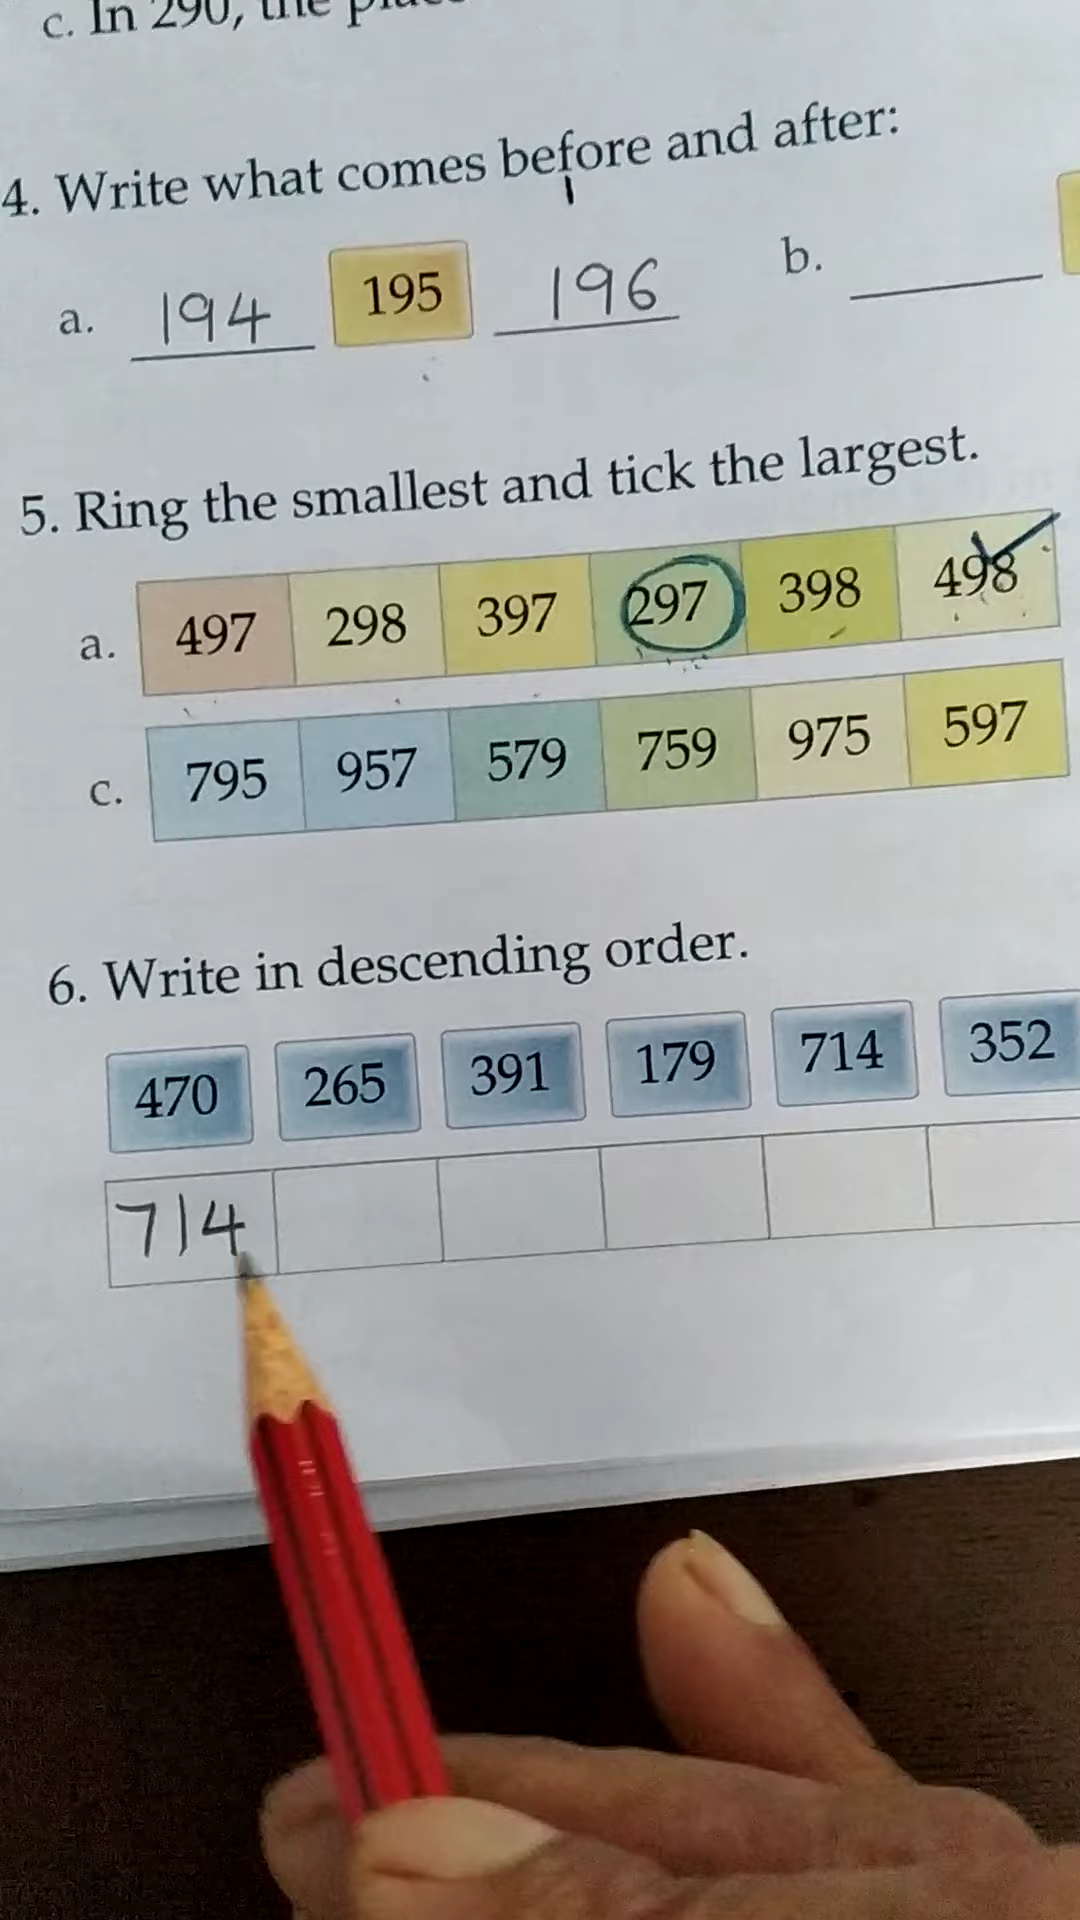 c. In 290, the
4. Write what comes before and after:
a. 194 195 196 b.
5. Ring the smallest and tick the largest.
a. 497 298 397 297 398 498
c. 795 957 579 759 975 597
6. Write in descending order.
470 265 391 179 714 352
714